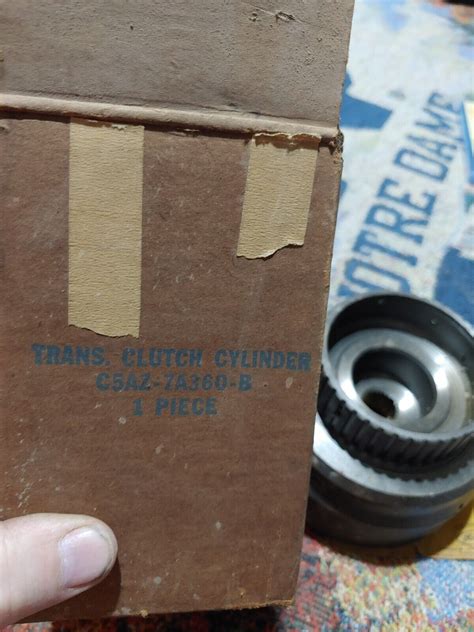 TRANS. CLUTCH CYLINDER
C5AZ-7A360-B
1 PIECE
NOTRE DAME